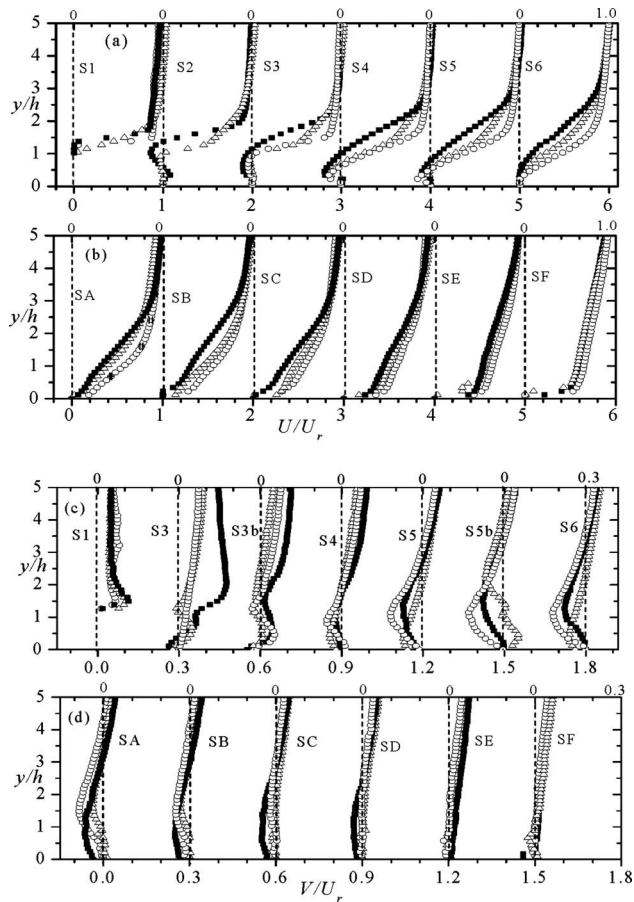 0 0 0 0 0 0 1.0
5 4 3 2 1 0
y/h
(a)
S1 S2 S3 S4 S5 S6
0 1 2 3 4 5 6
0 0 0 0 0 0 1.0
5 4 3 2 1 0
y/h
(b)
SA SB SC SD SE SF
0 1 2 3 4 5 6
U/Ur
0 0 0 0 0 0 0.3
5 4 3 2 1 0
y/h
(c)
S1 S3 S3b S4 S5 S5b S6
0.0 0.3 0.6 0.9 1.2 1.5 1.8
0 0 0 0 0 0 0.3
5 4 3 2 1 0
y/h
(d)
SA SB SC SD SE SF
0.0 0.3 0.6 0.9 1.2 1.5 1.8
V/Ur